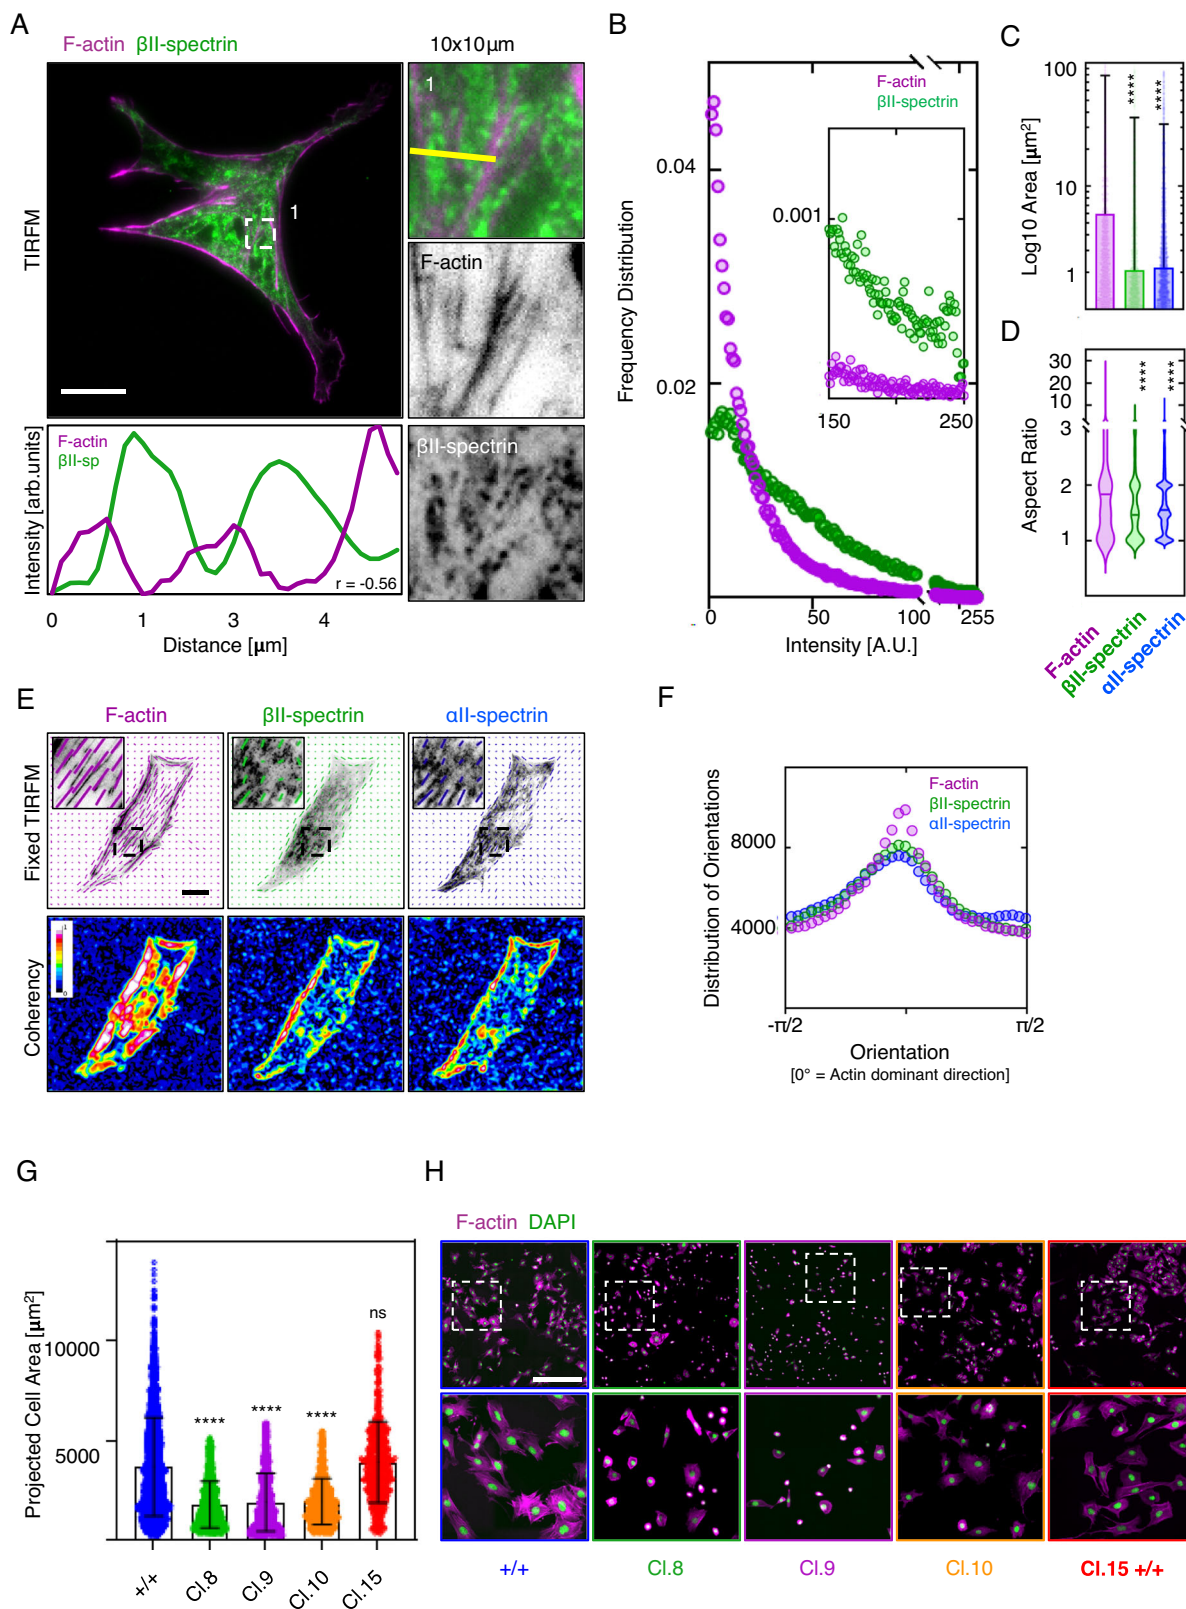 A
F-actin βII-spectrin
10x10μm
TIRFM
1
1
F-actin
βII-spectrin
Intensity [arb.units]
F-actin
βII-sp
r = -0.56
0 1 3 4
Distance [μm]
B
Frequency Distribution
0.04
0.02
F-actin
βII-spectrin
0.001
150 250
0 50 100 255
Intensity [A.U.]
C
Log10 Area [μm²]
100
10
1
****
****
D
Aspect Ratio
30
20
10
3
2
1
****
****
F-actin
βII-spectrin
αII-spectrin
E
F-actin βII-spectrin αII-spectrin
Fixed TIRFM
Coherency
1
0
F
Distribution of Orientations
8000
4000
F-actin
βII-spectrin
αII-spectrin
-π/2 π/2
Orientation
[0° = Actin dominant direction]
G
Projected Cell Area [μm²]
10000
5000
****
****
****
ns
+/+ Cl.8 Cl.9 Cl.10 Cl.15
H
F-actin DAPI
+/+ Cl.8 Cl.9 Cl.10 Cl.15 +/+